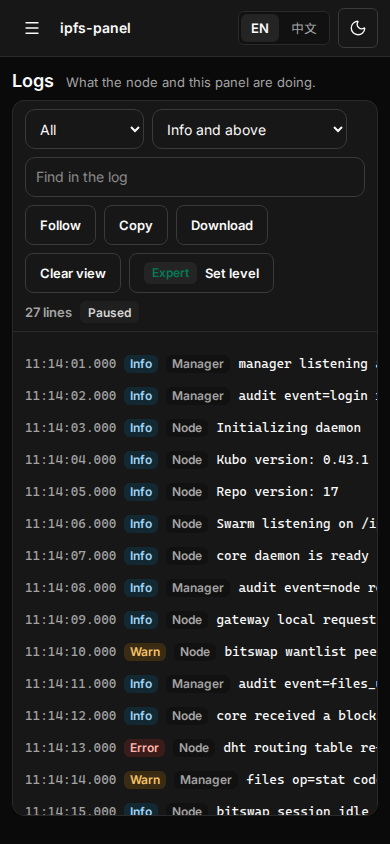 ipfs-panel EN 中文
Logs What the node and this panel are doing.
All Info and above
Find in the log
Follow Copy Download
Clear view Expert Set level
27 lines Paused
11:14:01.000 Info Manager manager listening
11:14:02.000 Info Manager audit event=login
11:14:03.000 Info Node Initializing daemon
11:14:04.000 Info Node Kubo version: 0.43.1
11:14:05.000 Info Node Repo version: 17
11:14:06.000 Info Node Swarm listening on /i
11:14:07.000 Info Node core daemon is ready
11:14:08.000 Info Manager audit event=node r
11:14:09.000 Info Node gateway local request
11:14:10.000 Warn Node bitswap wantlist pee
11:14:11.000 Info Manager audit event=files_
11:14:12.000 Info Node core received a block
11:14:13.000 Error Node dht routing table re
11:14:14.000 Warn Manager files op=stat cod
11:14:15.000 Info Node bitswap session idle